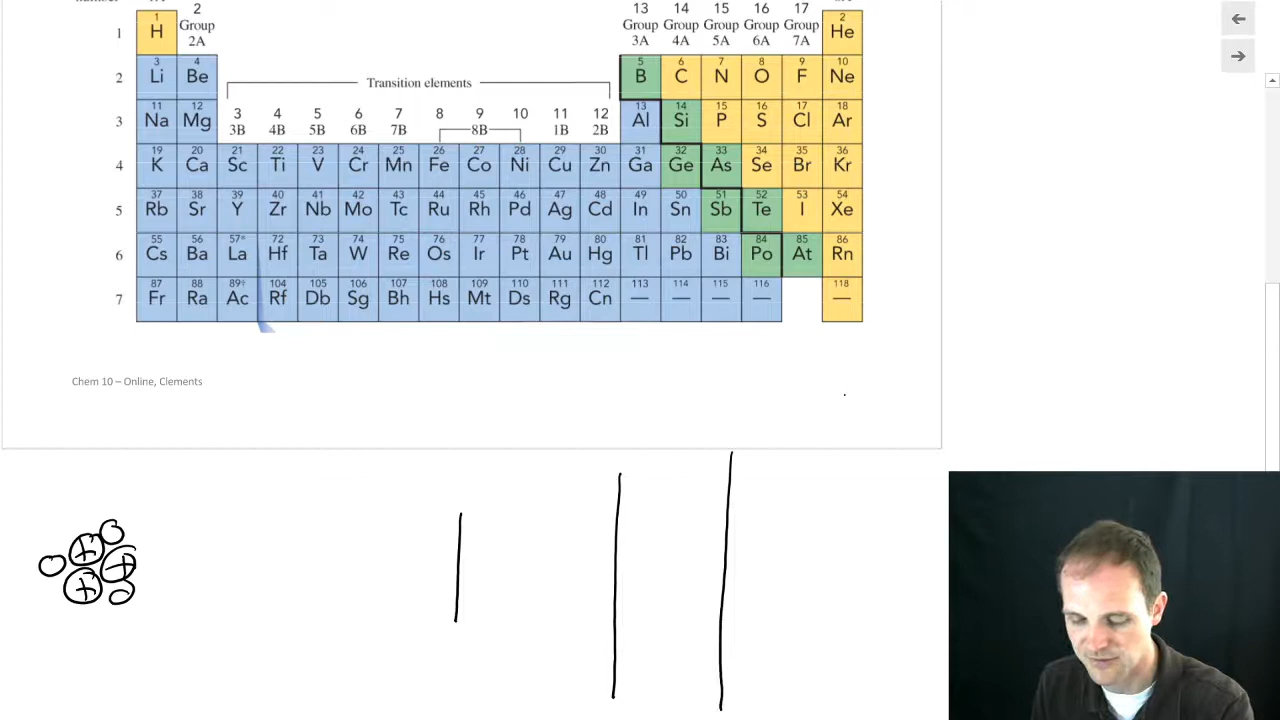 number
1
2
13
14
15
16
17
2
H
Group
Group
Group
Group
Group
Group
He
1
2A
3A
4A
5A
6A
7A
3
4
5
6
7
8
9
10
2
Li
Be
B
C
N
O
F
Ne
Transition elements
11
12
13
14
15
16
17
18
3
Na
Mg
Al
Si
P
S
Cl
Ar
3
4
5
6
7
8
9
10
11
12
3B
4B
5B
6B
7B
8B
1B
2B
19
20
21
22
23
24
25
26
27
28
29
30
31
32
33
34
35
36
4
K
Ca
Sc
Ti
V
Cr
Mn
Fe
Co
Ni
Cu
Zn
Ga
Ge
As
Se
Br
Kr
37
38
39
40
41
42
43
44
45
46
47
48
49
50
51
52
53
54
5
Rb
Sr
Y
Zr
Nb
Mo
Tc
Ru
Rh
Pd
Ag
Cd
In
Sn
Sb
Te
I
Xe
55
56
57*
72
73
74
75
76
77
78
79
80
81
82
83
84
85
86
6
Cs
Ba
La
Hf
Ta
W
Re
Os
Ir
Pt
Au
Hg
Tl
Pb
Bi
Po
At
Rn
87
88
89†
104
105
106
107
108
109
110
111
112
113
114
115
116
118
7
Fr
Ra
Ac
Rf
Db
Sg
Bh
Hs
Mt
Ds
Rg
Cn
—
—
—
—
—
Chem 10 – Online, Clements
+
+
+